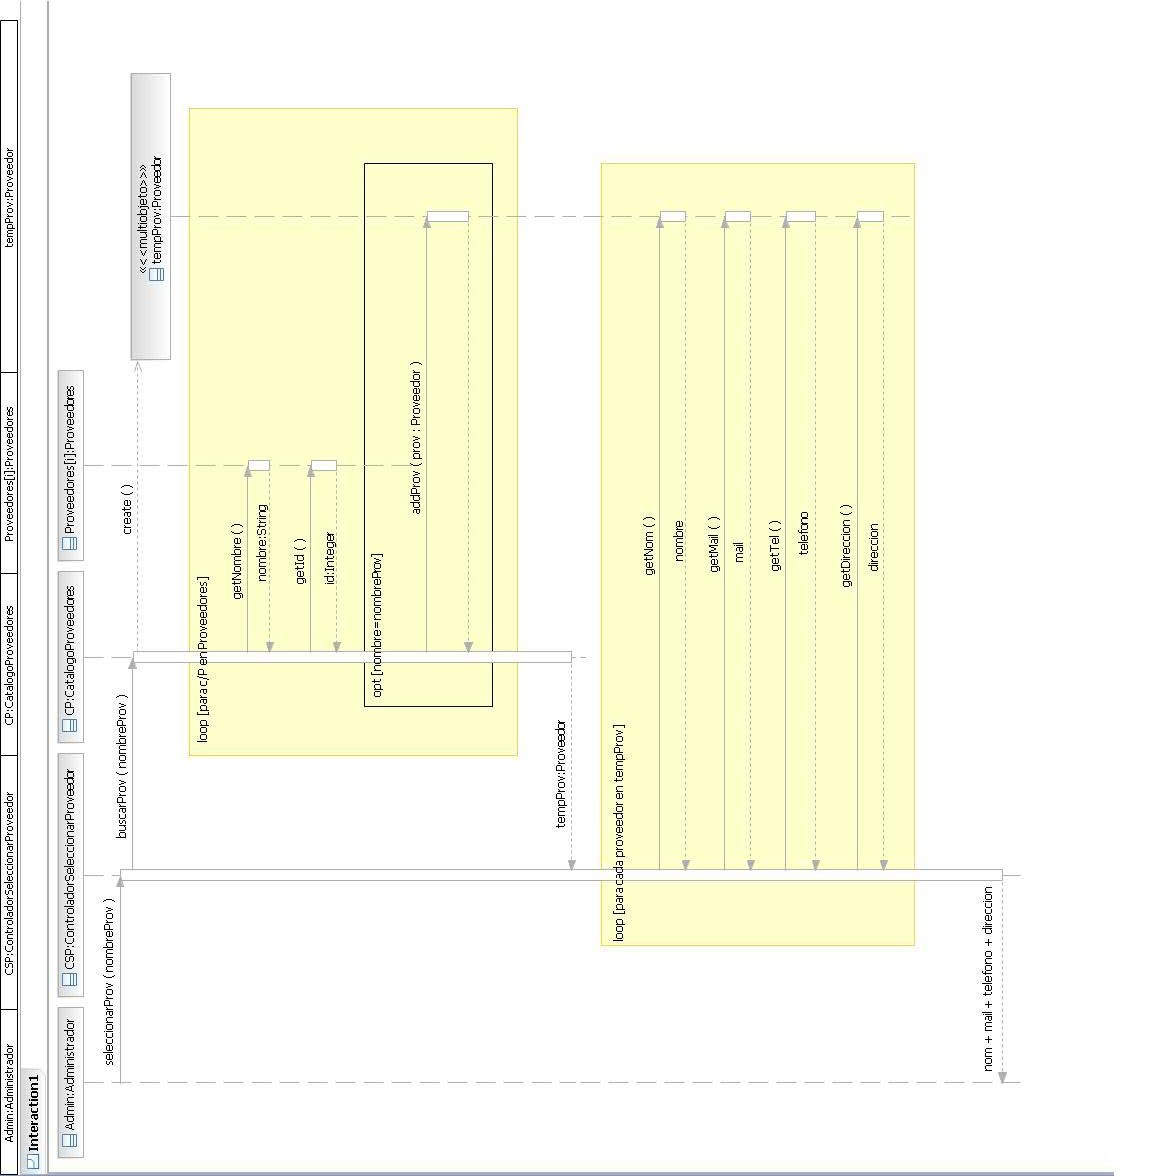 Admin:Administrador
CSP:ControladorSeleccionarProveedor
CP:CatalogoProveedores
Proveedores[i]:Proveedores
tempProv:Proveedor
Interaction1
Admin:Administrador
CSP:ControladorSeleccionarProveedor
CP:CatalogoProveedores
Proveedores[i]:Proveedores
«< <multiobjeto>>»
tempProv:Proveedor
seleccionarProv ( nombreProv )
buscarProv ( nombreProv )
create ( )
loop [para c/P en Proveedores]
getNombre ( )
nombre:String
getId ( )
id:Integer
opt [nombre=nombreProv]
addProv ( prov : Proveedor )
tempProv:Proveedor
loop [para cada proveedor en tempProv]
getNom ( )
nombre
getMail ( )
mail
getTel ( )
telefono
getDireccion ( )
direccion
nom + mail + telefono + direccion